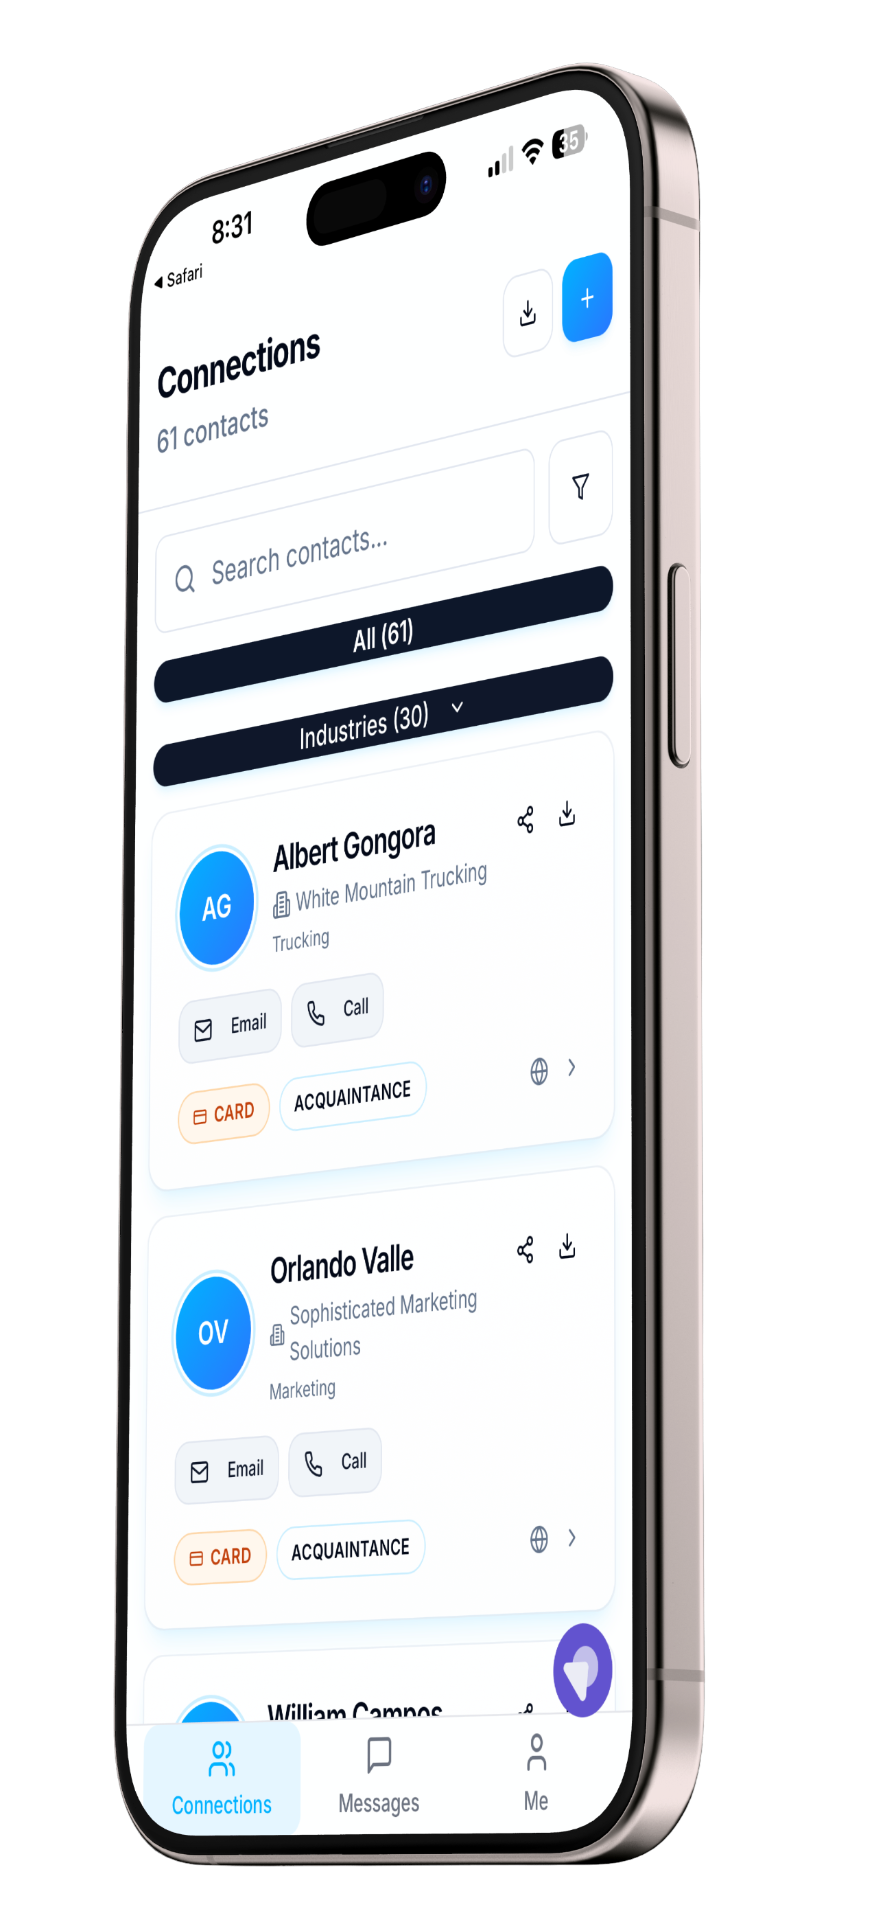 8:31
35
Safari
Connections
61 contacts
Search contacts...
All (61)
Industries (30)
AG
Albert Gongora
White Mountain Trucking
Trucking
Email
Call
CARD
ACQUAINTANCE
OV
Orlando Valle
Sophisticated Marketing
Solutions
Marketing
Email
Call
CARD
ACQUAINTANCE
William Campos
Connections
Messages
Me